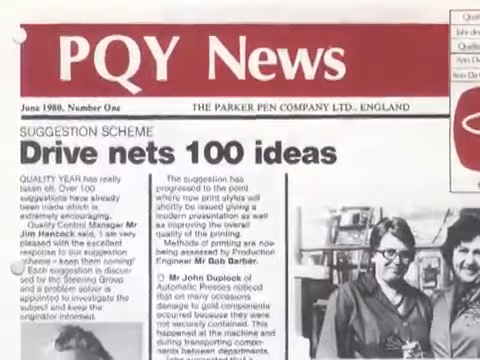 PQY News
June 1980, Number One
THE PARKER PEN COMPANY LTD., ENGLAND
SUGGESTION SCHEME
Drive nets 100 ideas
QUALITY YEAR has really
taken off. Over 100
suggestions have already
been made which is
extremely encouraging.
Quality Control Manager Mr
Jim Hancock said, 'I am very
pleased with the excellent
response to our suggestion
scheme - keep them coming!'
Each suggestion is discus-
sed by the Steering Group
and a problem solver is
appointed to investigate the
subject and keep the
originator informed.
The suggestion has
progressed to the point
where new print styles will
shortly be issued giving a
modern presentation as well
as improving the overall
quality of the printing.
Methods of printing are now
being assessed by Production
Engineer Mr Bob Barber.
Mr John Duplock of
Automatic Presses noticed
that on many occasions
damage to gold components
occurred because they were
not securely contained. This
happened at the machine and
during transporting compo-
nents between departments.